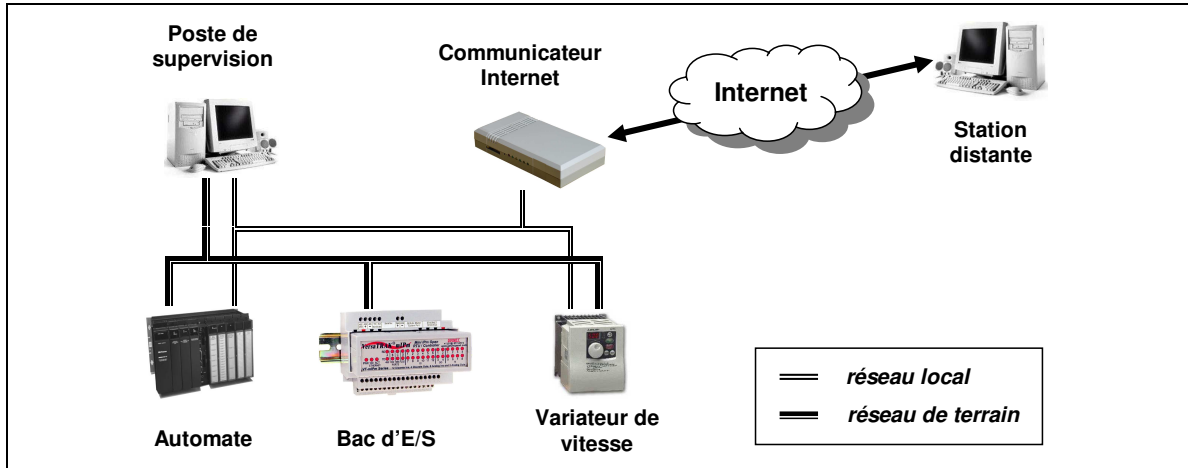 Poste de
supervision
Communicateur
Internet
Internet
Station
distante
Automate
Bac d'E/S
Variateur de
vitesse
réseau local
réseau de terrain